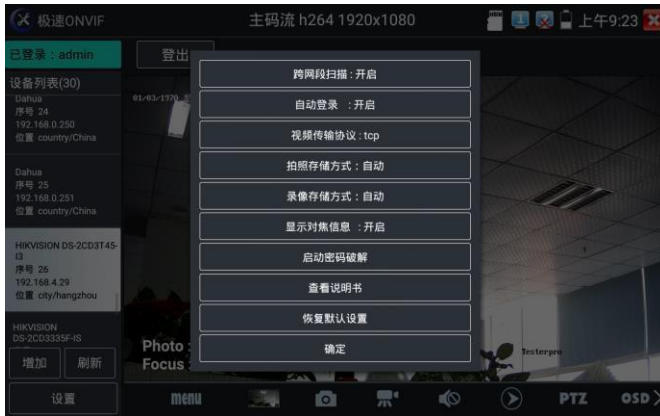 极速ONVIF
主码流 h264 1920x1080
上午9:23
已登录：admin
登出
设备列表(30)
Dahua
序号 24
192.168.0.250
位置 country/China
Dahua
序号 25
192.168.0.251
位置 country/China
HIKVISION DS-2CD3T45-
I3
序号 26
192.168.4.29
位置 city/hangzhou
HIKVISION
DS-2CD3335F-IS
增加
刷新
设置
01/03/1970
跨网段扫描：开启
自动登录 ：开启
视频传输协议：tcp
拍照存储方式：自动
录像存储方式：自动
显示对焦信息 ：开启
启动密码破解
查看说明书
恢复默认设置
确定
Photo :
Focus :
Testerpro
menu
PTZ
OSD